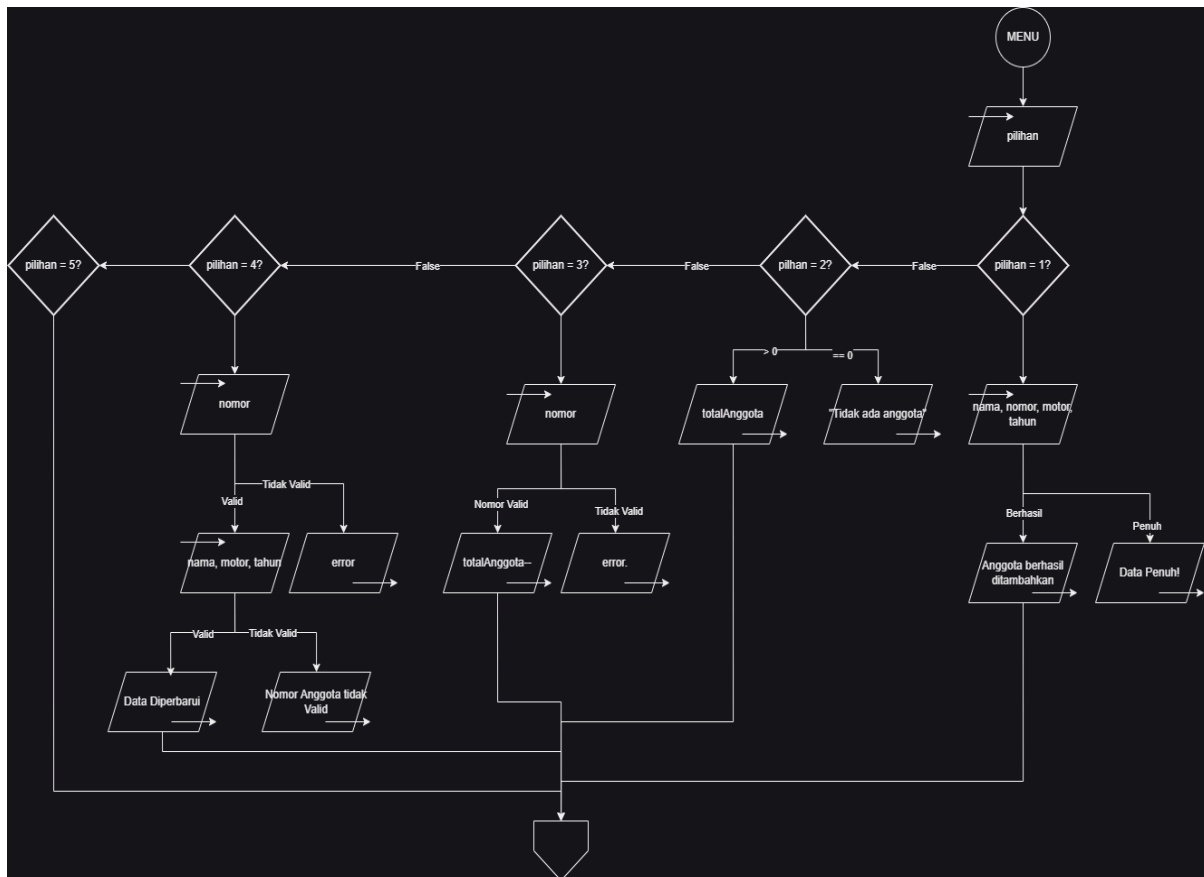 MENU
pilihan
pilihan = 5?
pilihan = 4?
False
pilihan = 3?
False
pilhan = 2?
False
pilihan = 1?
> 0
== 0
nomor
nomor
totalAnggota
"Tidak ada anggota"
nama, nomor, motor,
tahun
Valid
Tidak Valid
Nomor Valid
Tidak Valid
Berhasil
Penuh
nama, motor, tahun
error
totalAnggota--
error.
Anggota berhasil
ditambahkan
Data Penuh!
Valid
Tidak Valid
Data Diperbarui
Nomor Anggota tidak
Valid